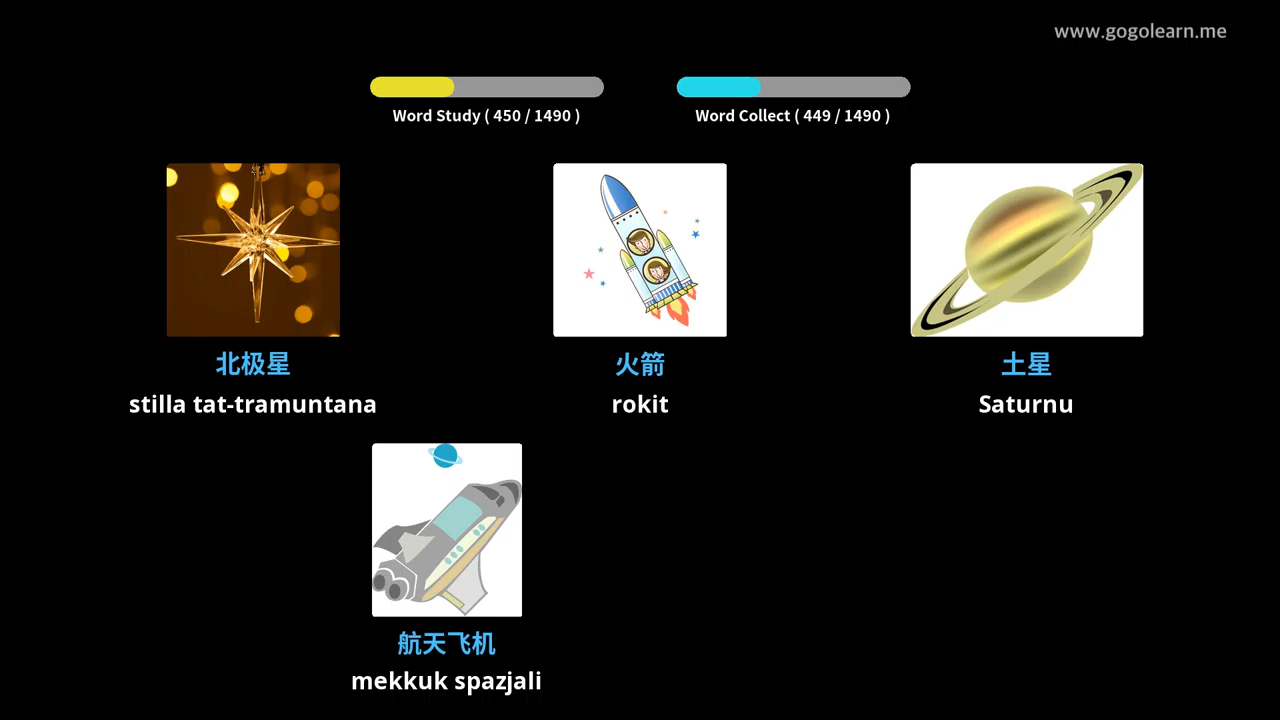 www.gogolearn.me
Word Study ( 450 / 1490 )
Word Collect ( 449 / 1490 )
北极星
火箭
土星
stilla tat-tramuntana
rokit
Saturnu
航天飞机
mekkuk spazjali